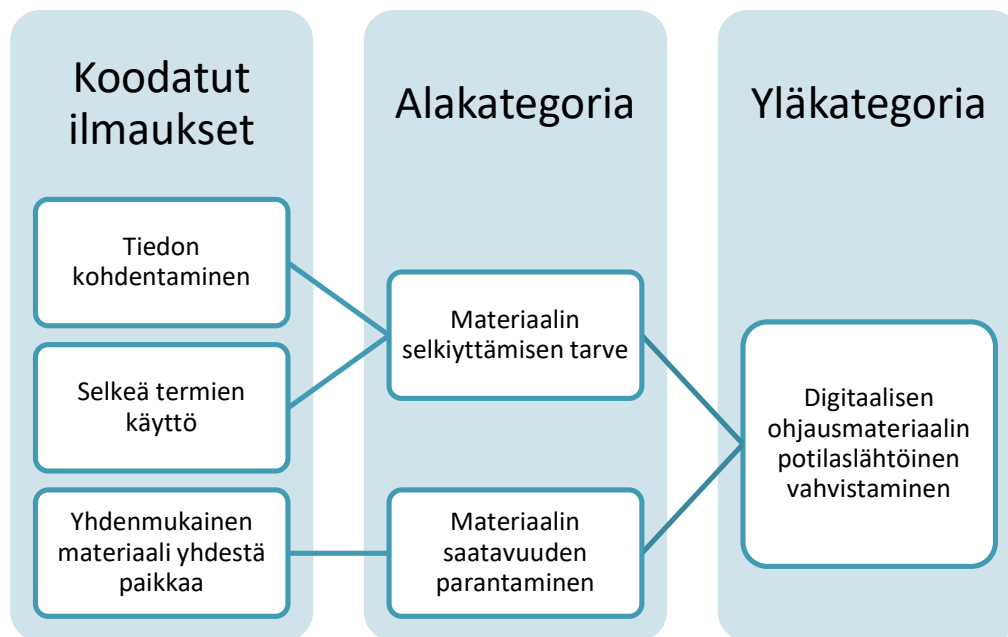 Koodatut
ilmaukset
Tiedon
kohdentaminen
Selkeä termien
käyttö
Yhdenmukainen
materiaali yhdestä
paikkaa
Alakategoria
Materiaalin
selkiyttämisen tarve
Materiaalin
saatavuuden
parantaminen
Yläkategoria
Digitaalisen
ohjausmateriaalin
potilaslähtöinen
vahvistaminen